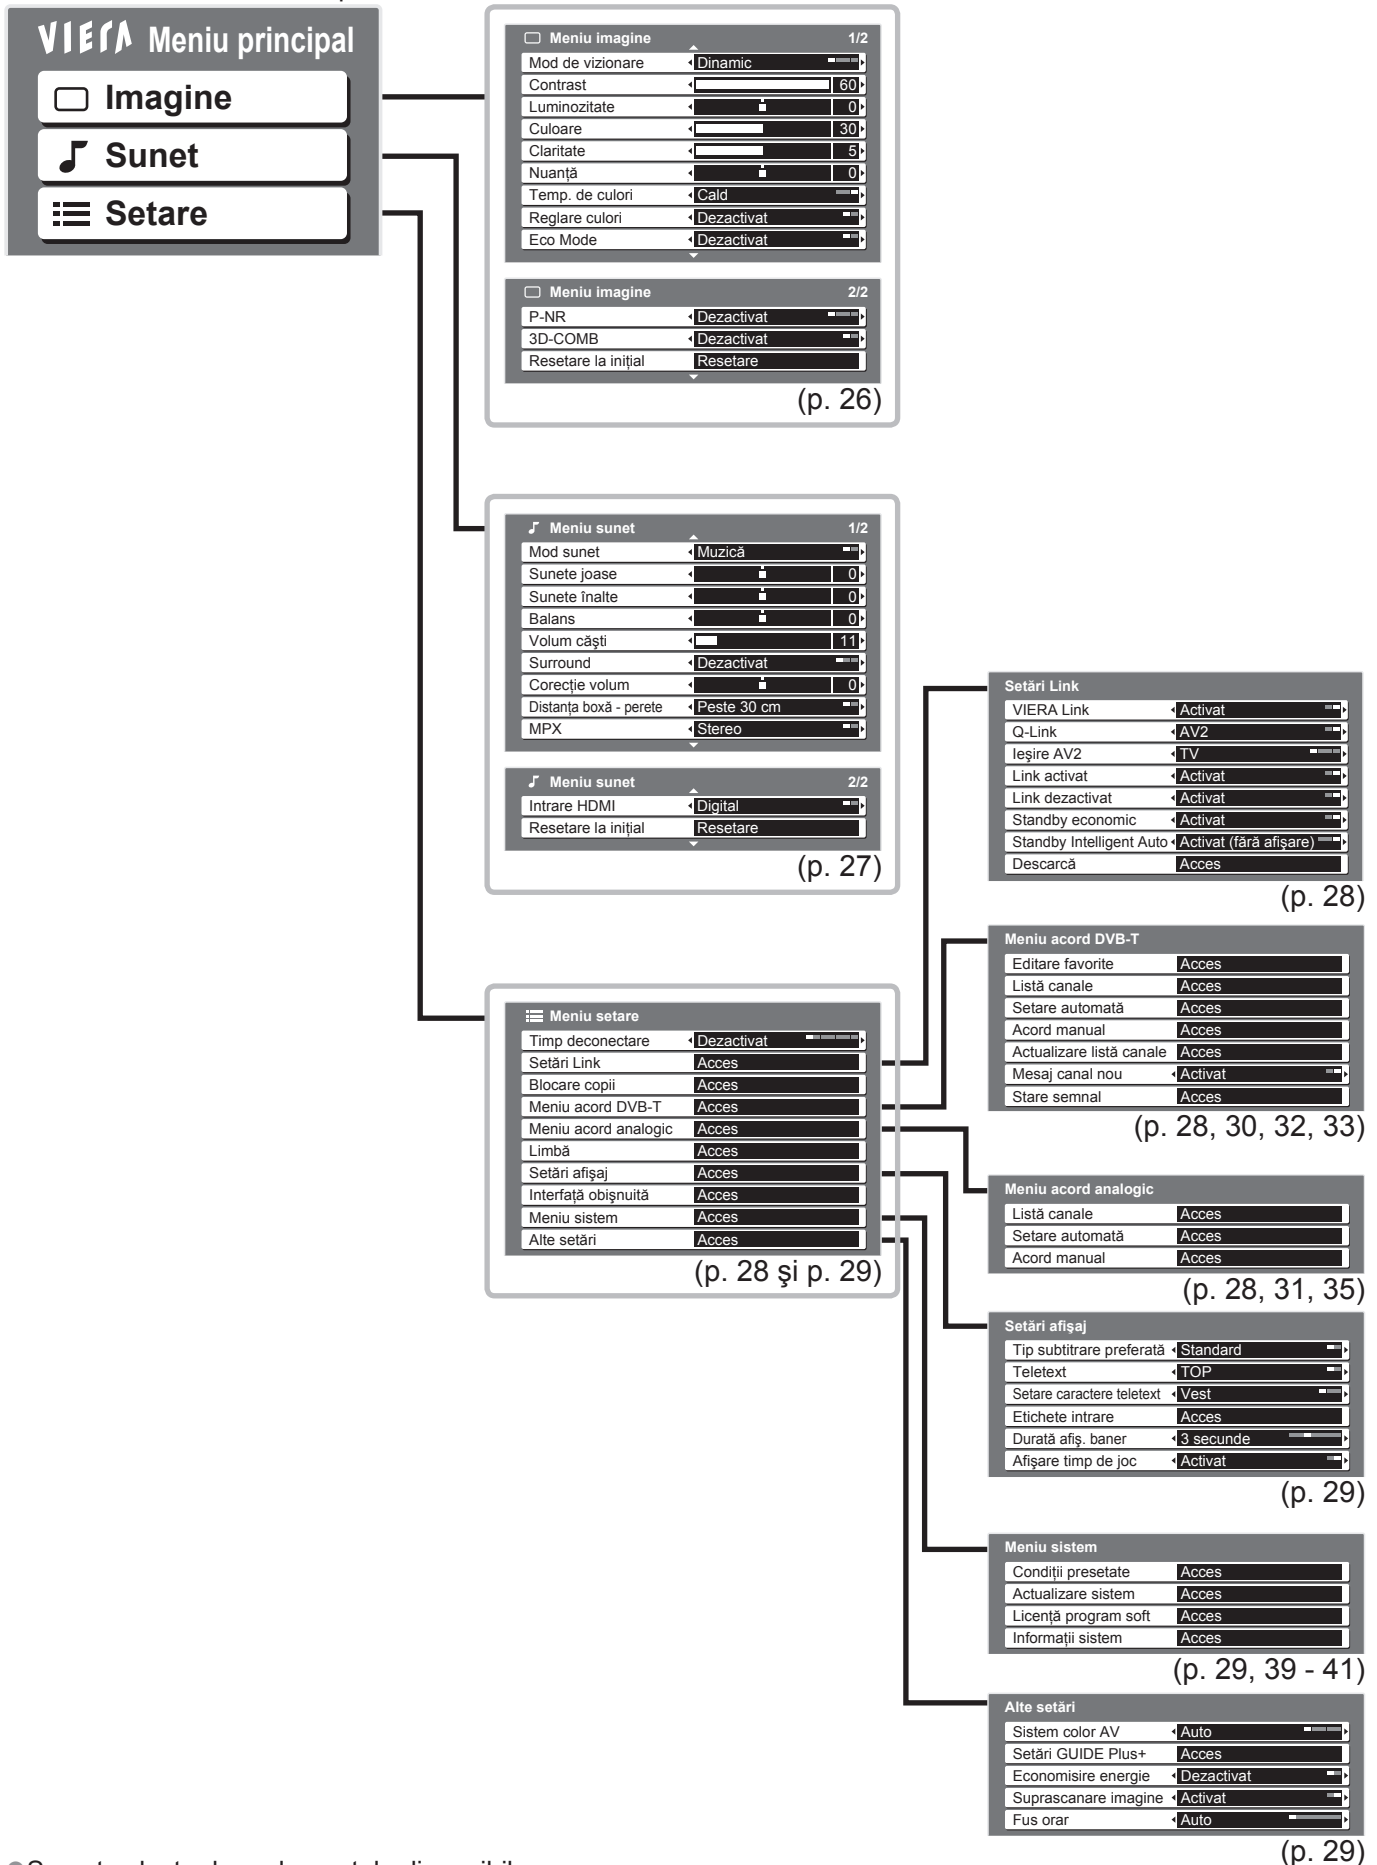 VIERA Meniu principal
Imagine
Sunet
Setare
Meniu imagine 1/2
Mod de vizionare Dinamic
Contrast 60
Luminozitate 0
Culoare 30
Claritate 5
Nuanţă 0
Temp. de culori Cald
Reglare culori Dezactivat
Eco Mode Dezactivat
Meniu imagine 2/2
P-NR Dezactivat
3D-COMB Dezactivat
Resetare la iniţial Resetare
(p. 26)
Meniu sunet 1/2
Mod sunet Muzică
Sunete joase 0
Sunete înalte 0
Balans 0
Volum căşti 11
Surround Dezactivat
Corecţie volum 0
Distanţa boxă - perete Peste 30 cm
MPX Stereo
Meniu sunet 2/2
Intrare HDMI Digital
Resetare la iniţial Resetare
(p. 27)
Meniu setare
Timp deconectare Dezactivat
Setări Link Acces
Blocare copii Acces
Meniu acord DVB-T Acces
Meniu acord analogic Acces
Limbă Acces
Setări afişaj Acces
Interfaţă obişnuită Acces
Meniu sistem Acces
Alte setări Acces
(p. 28 şi p. 29)
Setări Link
VIERA Link Activat
Q-Link AV2
Ieşire AV2 TV
Link activat Activat
Link dezactivat Activat
Standby economic Activat
Standby Intelligent Auto Activat (fără afişare)
Descarcă Acces
(p. 28)
Meniu acord DVB-T
Editare favorite Acces
Listă canale Acces
Setare automată Acces
Acord manual Acces
Actualizare listă canale Acces
Mesaj canal nou Activat
Stare semnal Acces
(p. 28, 30, 32, 33)
Meniu acord analogic
Listă canale Acces
Setare automată Acces
Acord manual Acces
(p. 28, 31, 35)
Setări afişaj
Tip subtitrare preferată Standard
Teletext TOP
Setare caractere teletext Vest
Etichete intrare Acces
Durată afiş. baner 3 secunde
Afişare timp de joc Activat
(p. 29)
Meniu sistem
Condiţii presetate Acces
Actualizare sistem Acces
Licenţă program soft Acces
Informaţii sistem Acces
(p. 29, 39 - 41)
Alte setări
Sistem color AV Auto
Setări GUIDE Plus+ Acces
Economisire energie Dezactivat
Suprascanare imagine Activat
Fus orar Auto
(p. 29)